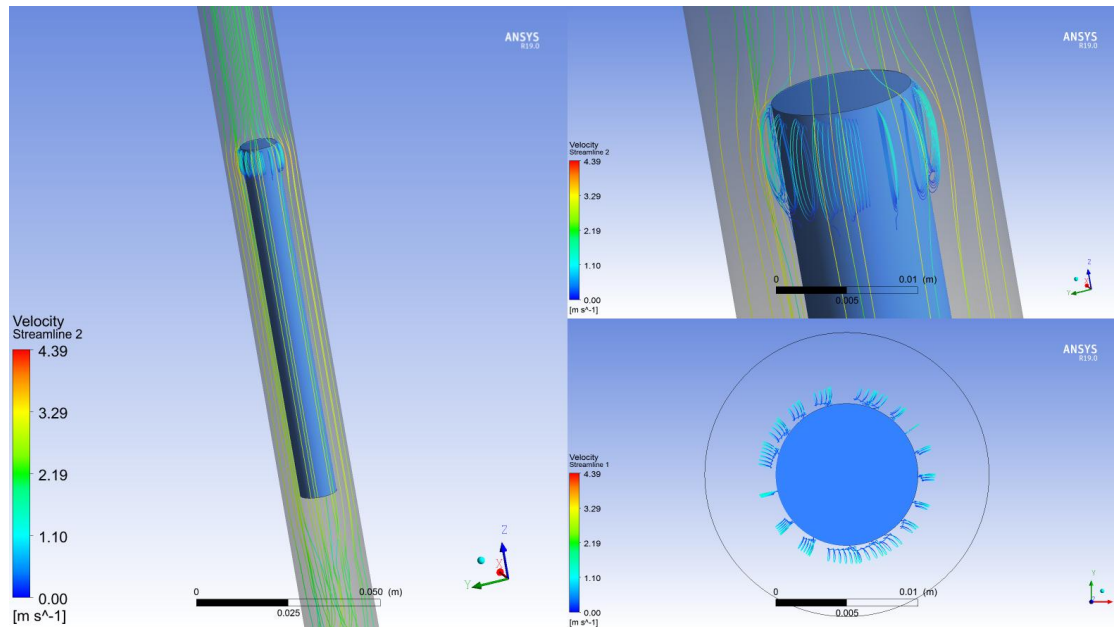 ANSYS
R19.0
Velocity
Streamline 2
4.39
3.29
2.19
1.10
0.00
[m s^-1]
0
0.050 (m)
0.025
Z
X
Y
ANSYS
R19.0
Velocity
Streamline 2
4.39
3.29
2.19
1.10
0.00
[m s^-1]
0
0.01 (m)
0.005
Z
X
Y
ANSYS
R19.0
Velocity
Streamline 1
4.39
3.29
2.19
1.10
0.00
[m s^-1]
0
0.01 (m)
0.005
Y